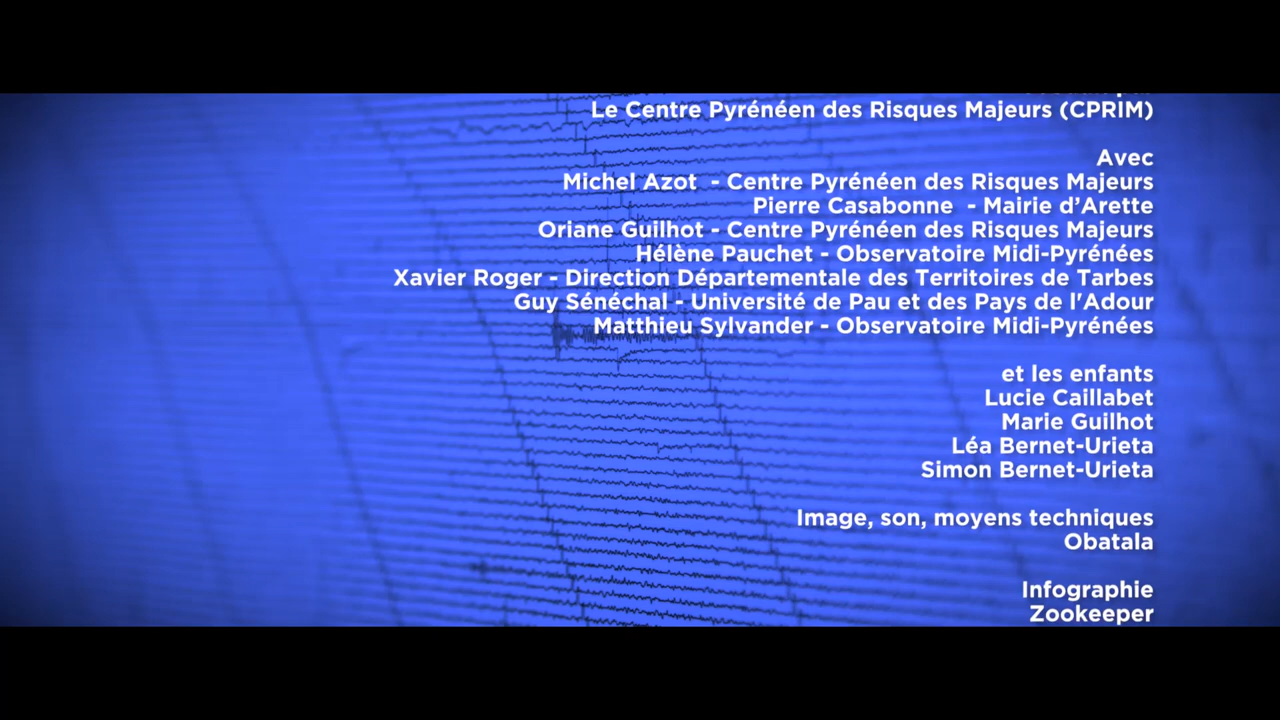 Le Centre Pyrénéen des Risques Majeurs (CPRIM)
Avec
Michel Azot  - Centre Pyrénéen des Risques Majeurs
Pierre Casabonne  - Mairie d’Arette
Oriane Guilhot - Centre Pyrénéen des Risques Majeurs
Hélène Pauchet - Observatoire Midi-Pyrénées
Xavier Roger - Direction Départementale des Territoires de Tarbes
Guy Sénéchal - Université de Pau et des Pays de l'Adour
Matthieu Sylvander - Observatoire Midi-Pyrénées
et les enfants
Lucie Caillabet
Marie Guilhot
Léa Bernet-Urieta
Simon Bernet-Urieta
Image, son, moyens techniques
Obatala
Infographie
Zookeeper